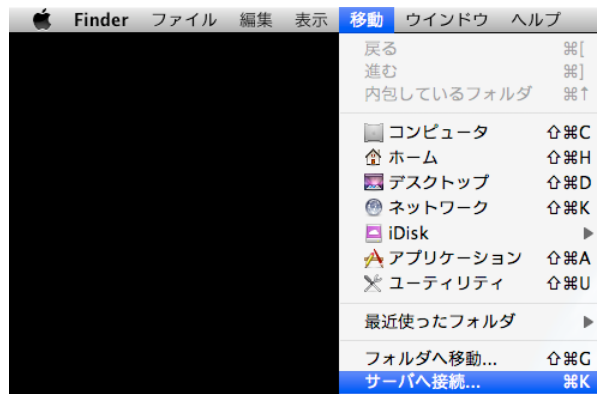 Finder ファイル 編集 表示 移動 ウインドウ ヘルプ
戻る ⌘[
進む ⌘]
内包しているフォルダ ⌘↑
コンピュータ ⇧⌘C
ホーム ⇧⌘H
デスクトップ ⇧⌘D
ネットワーク ⇧⌘K
iDisk ▶
アプリケーション ⇧⌘A
ユーティリティ ⇧⌘U
最近使ったフォルダ ▶
フォルダへ移動... ⇧⌘G
サーバへ接続... ⌘K